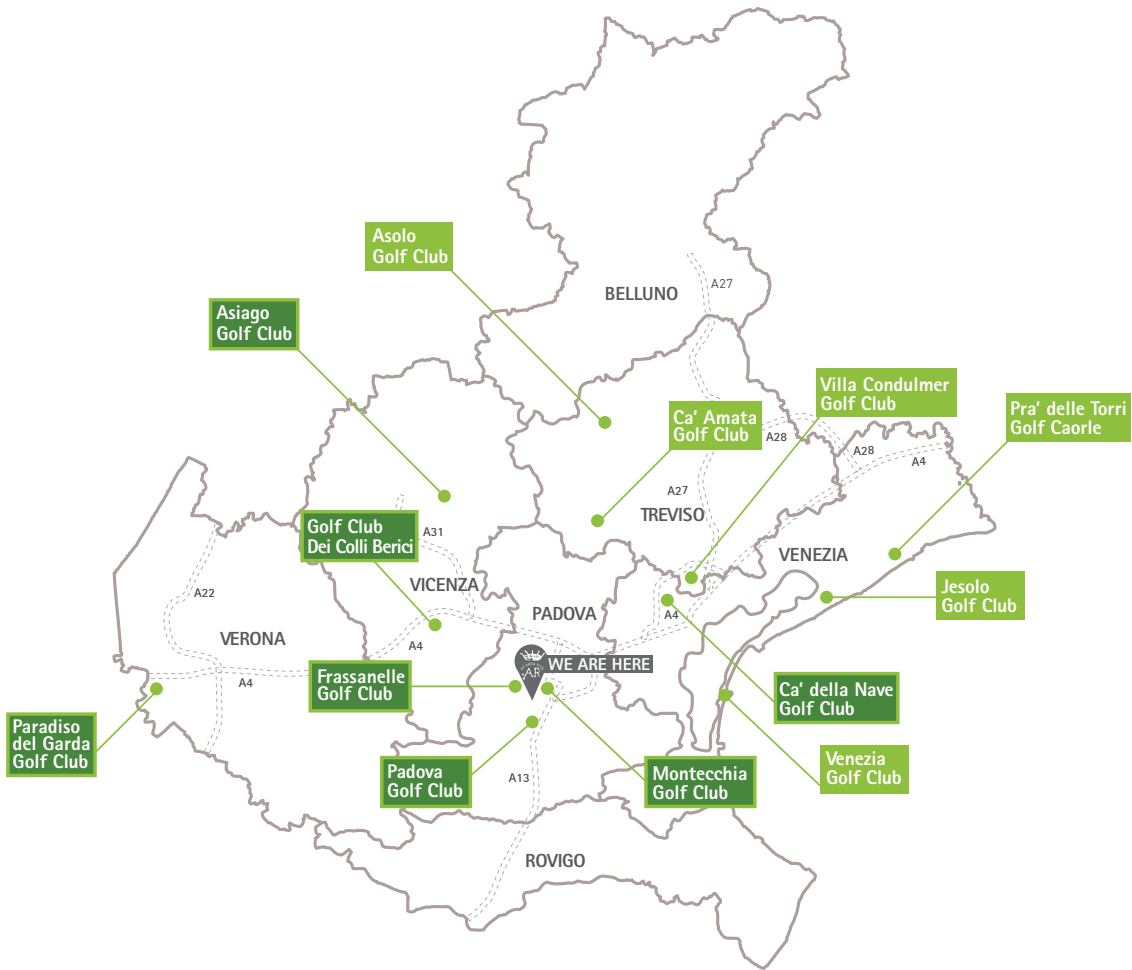 Asolo
Golf Club
BELLUNO
A27
Asiago
Golf Club
Villa Condulmer
Golf Club
Pra' delle Torri
Golf Caorle
Ca' Amata
Golf Club
A28
A28
A4
A27
TREVISO
Golf Club
Dei Colli Berici
A31
VICENZA
VENEZIA
A22
PADOVA
A4
Jesolo
Golf Club
VERONA
A4
A4
AR
WE ARE HERE
Frassanelle
Golf Club
Ca' della Nave
Golf Club
Paradiso
del Garda
Golf Club
Padova
Golf Club
A13
Montecchia
Golf Club
Venezia
Golf Club
ROVIGO